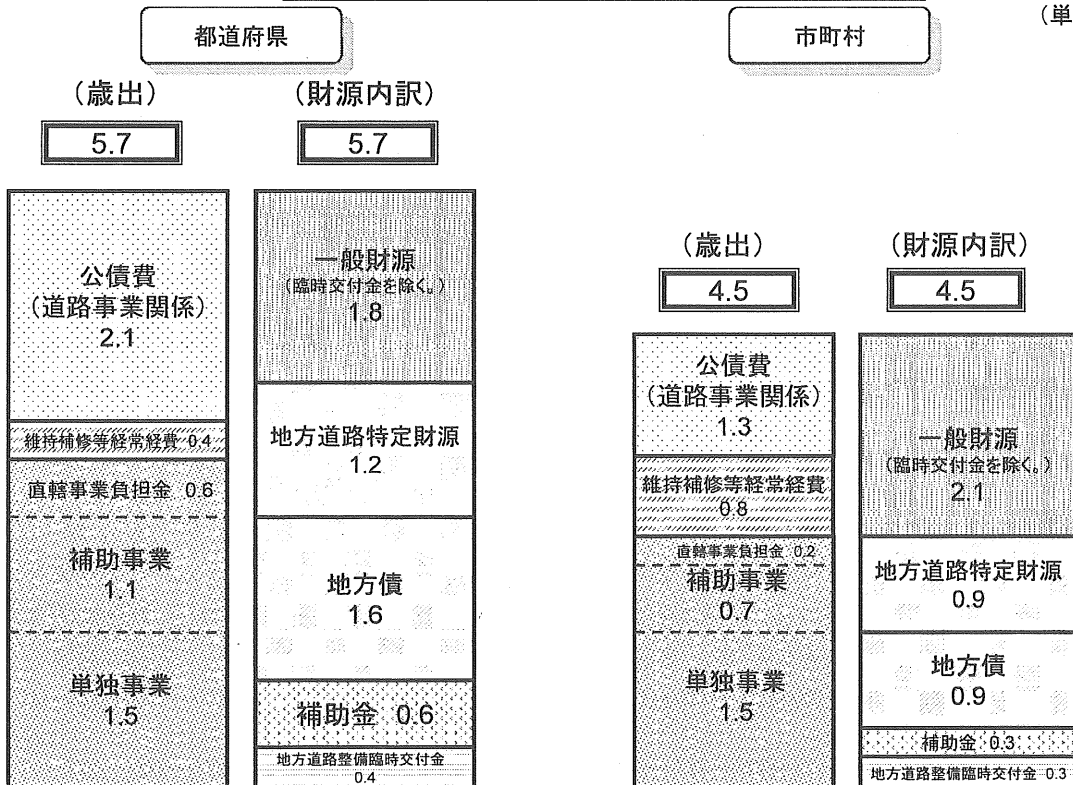 (単
都道府県
(歳出)
(財源内訳)
5.7
5.7
公債費
(道路事業関係)
2.1
維持補修等経常経費 0.4
直轄事業負担金 0.6
補助事業
1.1
単独事業
1.5
一般財源
(臨時交付金を除く。)
1.8
地方道路特定財源
1.2
地方債
1.6
補助金 0.6
地方道路整備臨時交付金
0.4
市町村
(歳出)
(財源内訳)
4.5
4.5
公債費
(道路事業関係)
1.3
維持補修等経常経費
0.8
直轄事業負担金 0.2
補助事業
0.7
単独事業
1.5
一般財源
(臨時交付金を除く。)
2.1
地方道路特定財源
0.9
地方債
0.9
補助金 0.3
地方道路整備臨時交付金 0.3